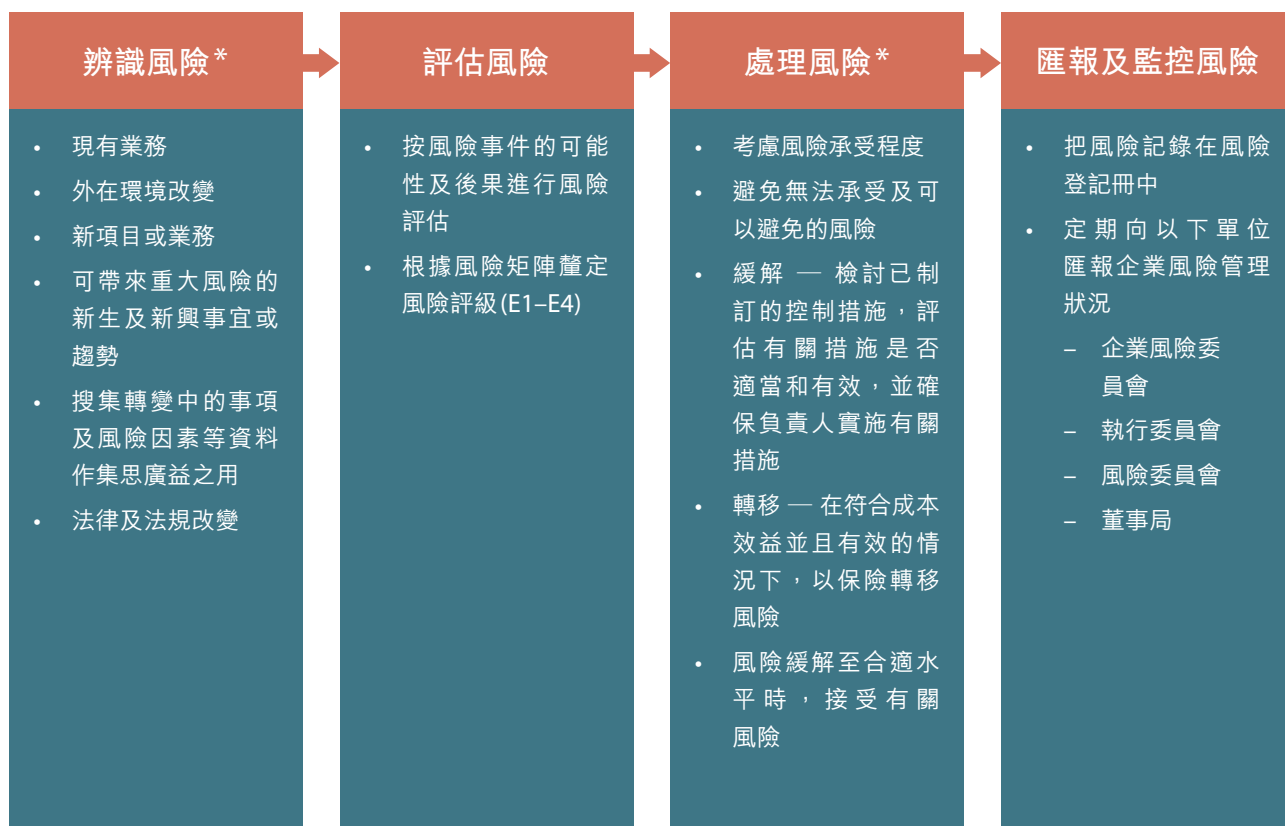 辨識風險*
• 現有業務
• 外在環境改變
• 新項目或業務
• 可帶來重大風險的
新生及新興事宜或
趨勢
• 搜集轉變中的事項
及風險因素等資料
作集思廣益之用
• 法律及法規改變
評估風險
• 按風險事件的可能
性及後果進行風險
評估
• 根據風險矩陣釐定
風險評級(E1–E4)
處理風險*
• 考慮風險承受程度
• 避免無法承受及可
以避免的風險
• 緩解 — 檢討已制
訂的控制措施，評
估有關措施是否
適當和有效，並確
保負責人實施有關
措施
• 轉移 — 在符合成本
效益並且有效的情
況下，以保險轉移
風險
• 風險緩解至合適水
平時，接受有關
風險
匯報及監控風險
• 把風險記錄在風險
登記冊中
• 定期向以下單位
匯報企業風險管理
狀況
– 企業風險委
員會
– 執行委員會
– 風險委員會
– 董事局